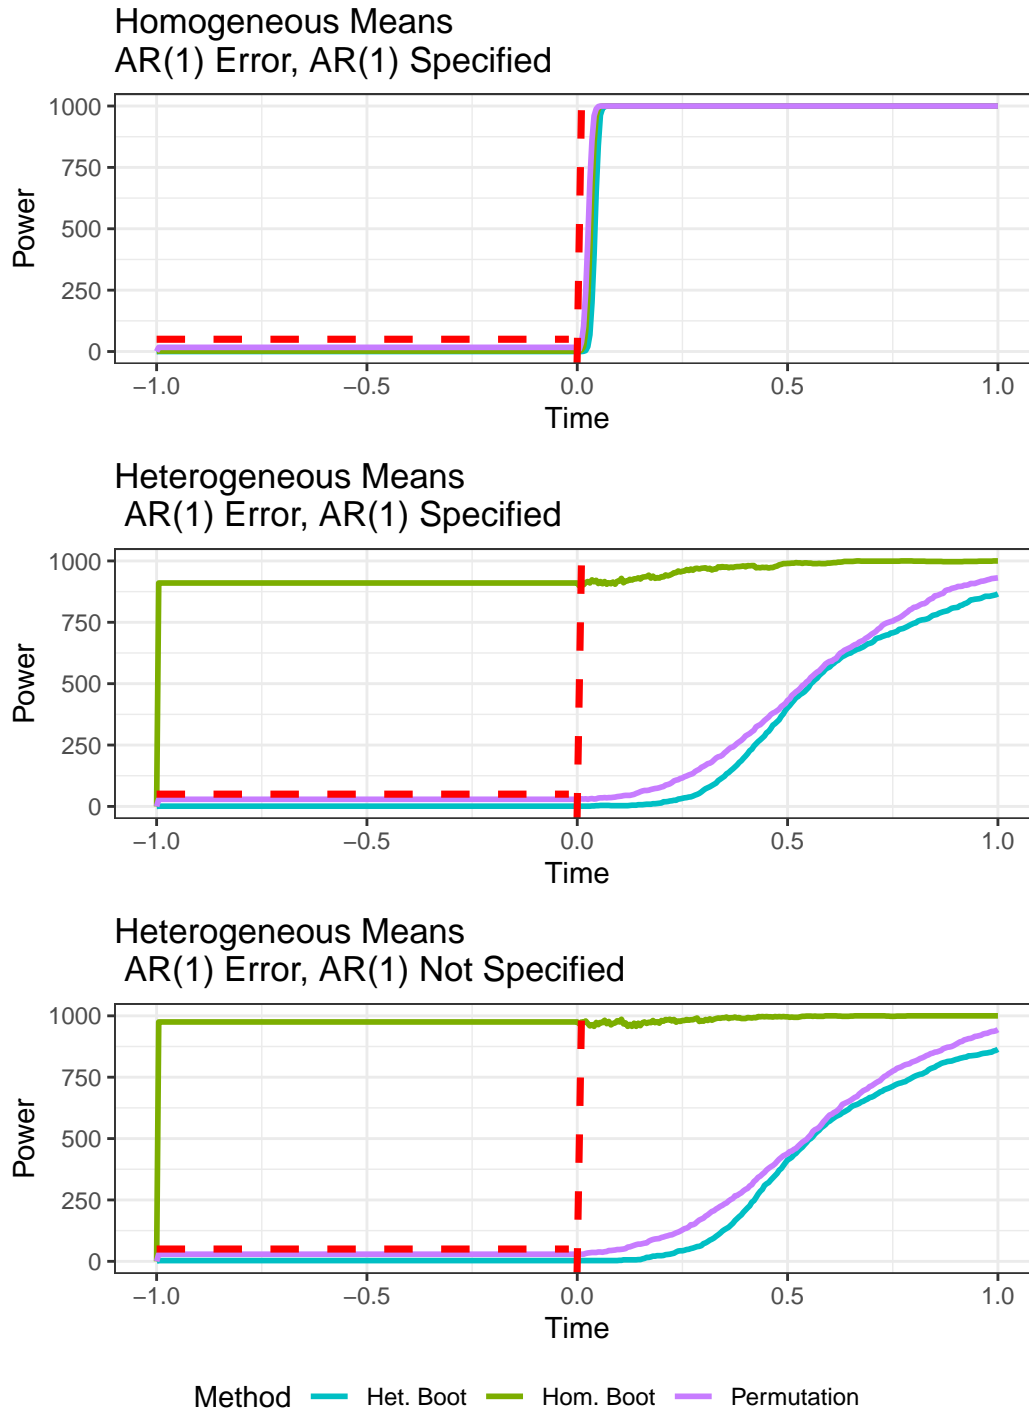 Homogeneous Means
AR(1) Error, AR(1) Specified
1000
750
500
250
0
Power
−1.0
−0.5
0.0
0.5
1.0
Time
Heterogeneous Means
AR(1) Error, AR(1) Specified
1000
750
500
250
0
Power
−1.0
−0.5
0.0
0.5
1.0
Time
Heterogeneous Means
AR(1) Error, AR(1) Not Specified
1000
750
500
250
0
Power
−1.0
−0.5
0.0
0.5
1.0
Time
Method Het. Boot Hom. Boot Permutation